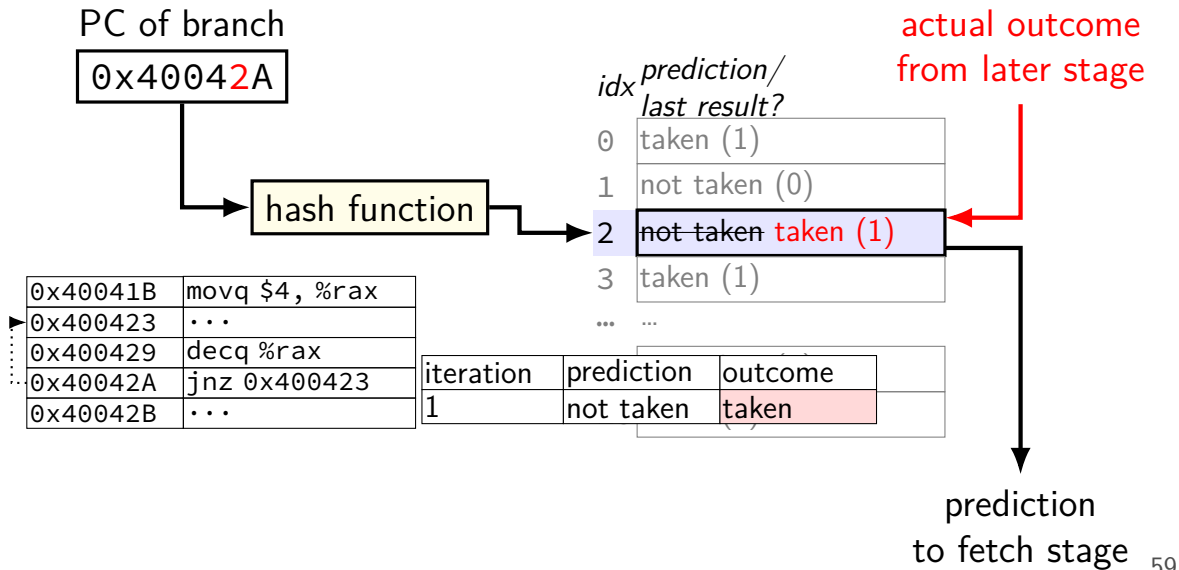 PC of branch
0x40042A
hash function
idx
prediction/
last result?
0 taken (1)
1 not taken (0)
2 not taken taken (1)
3 taken (1)
… …
actual outcome
from later stage
0x40041B movq $4, %rax
0x400423 ···
0x400429 decq %rax
0x40042A jnz 0x400423
0x40042B ···
iteration prediction outcome
1 not taken taken
prediction
to fetch stage
59